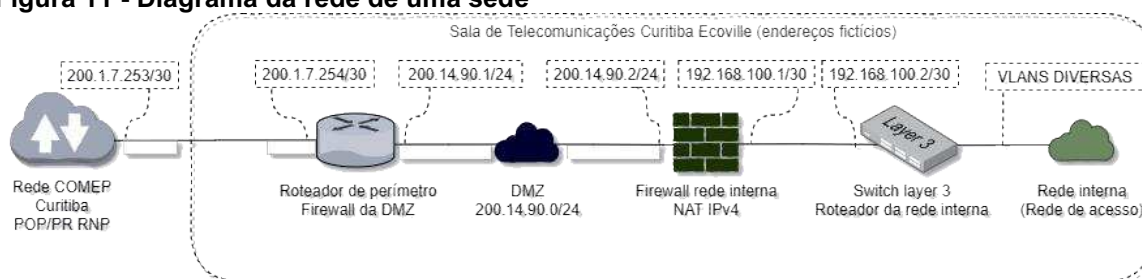 Figura 11 - Diagrama da rede de uma sede
Sala de Telecomunicações Curitiba Ecoville (endereços fictícios)
200.1.7.253/30
200.1.7.254/30
200.14.90.1/24
200.14.90.2/24
192.168.100.1/30
192.168.100.2/30
VLANS DIVERSAS
Layer 3
Rede COMEP
Curitiba
POP/PR RNP
Roteador de perímetro
Firewall da DMZ
DMZ
200.14.90.0/24
Firewall rede interna
NAT IPv4
Switch layer 3
Roteador da rede interna
Rede interna
(Rede de acesso)